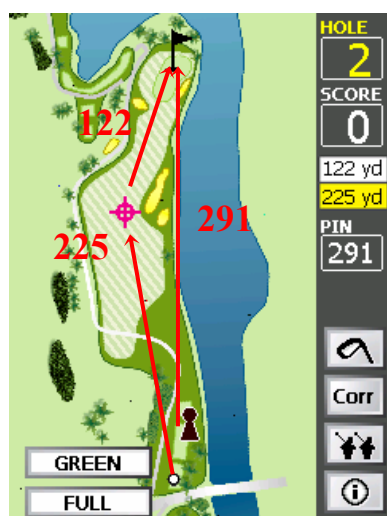 HOLE
2
SCORE
0
122 yd
225 yd
PIN
291
122
225
291
Corr
GREEN
FULL